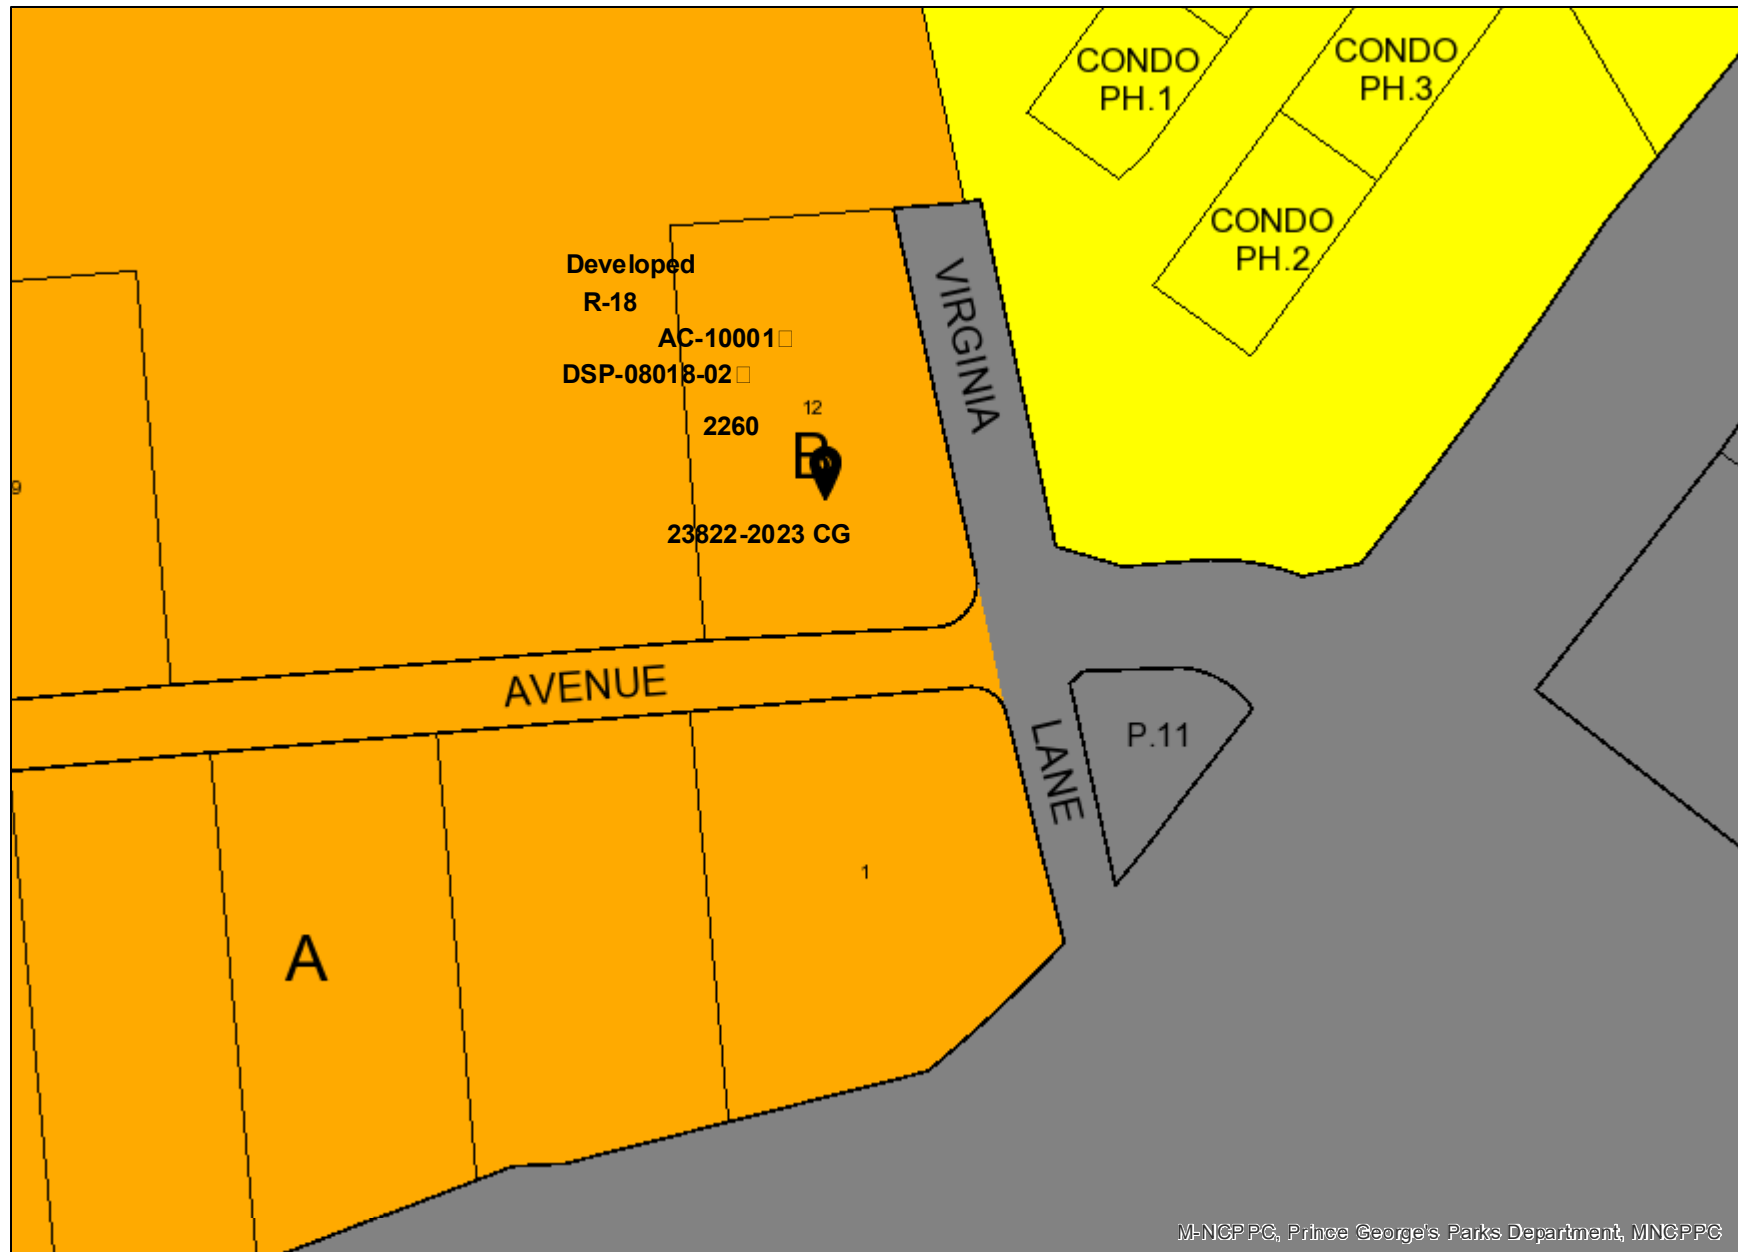 CONDO
PH.1
CONDO
PH.3
CONDO
PH.2
Developed
R-18
AC-10001
DSP-08018-02
12
2260
B
23822-2023 CG
VIRGINIA
9
AVENUE
LANE
P.11
1
A
M-NCPPC, Prince George's Parks Department, MNCPPC